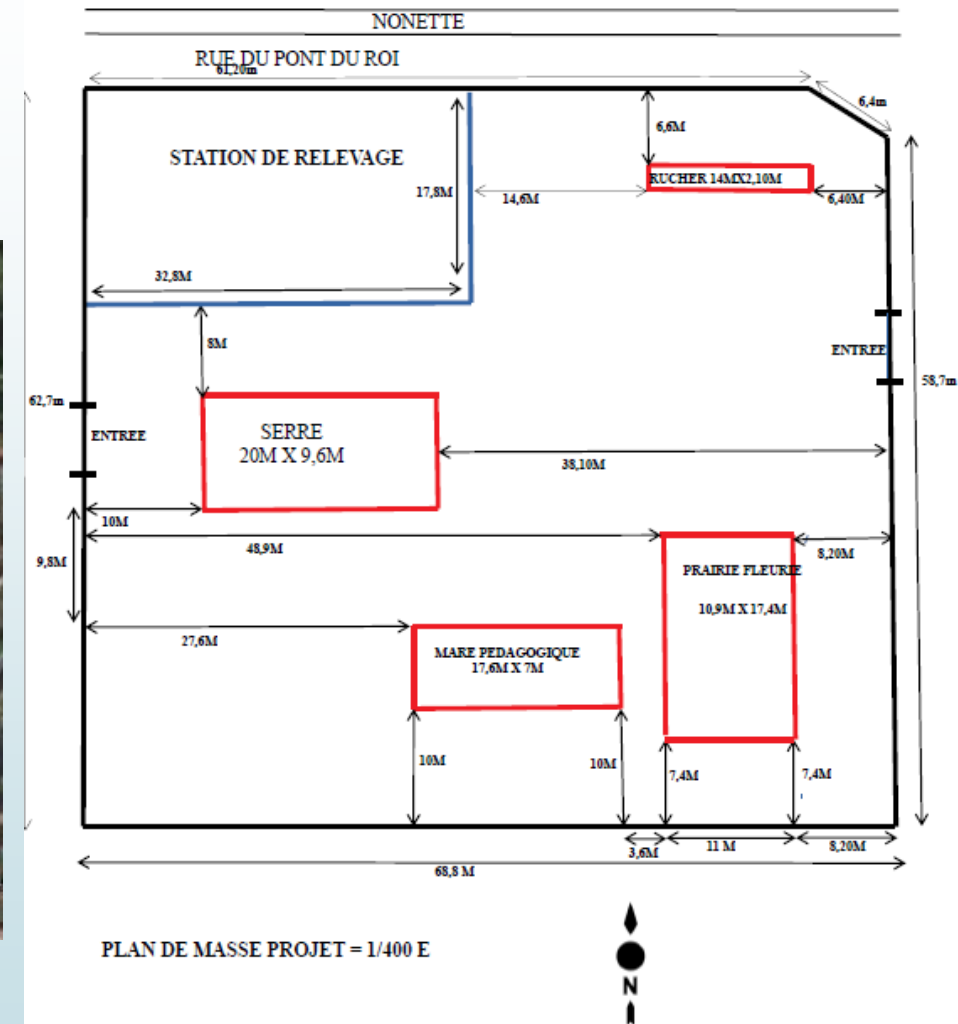 NONETTE
RUE DU PONT DU ROI
61,20m
6,4m
6,6M
STATION DE RELEVAGE
RUCHER 14MX2,10M
17,8M
14,6M
6,40M
32,8M
8M
ENTREE
58,7m
62,7m
ENTREE
SERRE
20M X 9,6M
38,10M
10M
48,9M
9,8M
8,20M
PRAIRIE FLEURIE
10,9M X 17,4M
27,6M
MARE PEDAGOGIQUE
17,6M X 7M
10M
10M
7,4M
7,4M
3,6M
11 M
8,20M
68,8 M
PLAN DE MASSE PROJET = 1/400 E
N